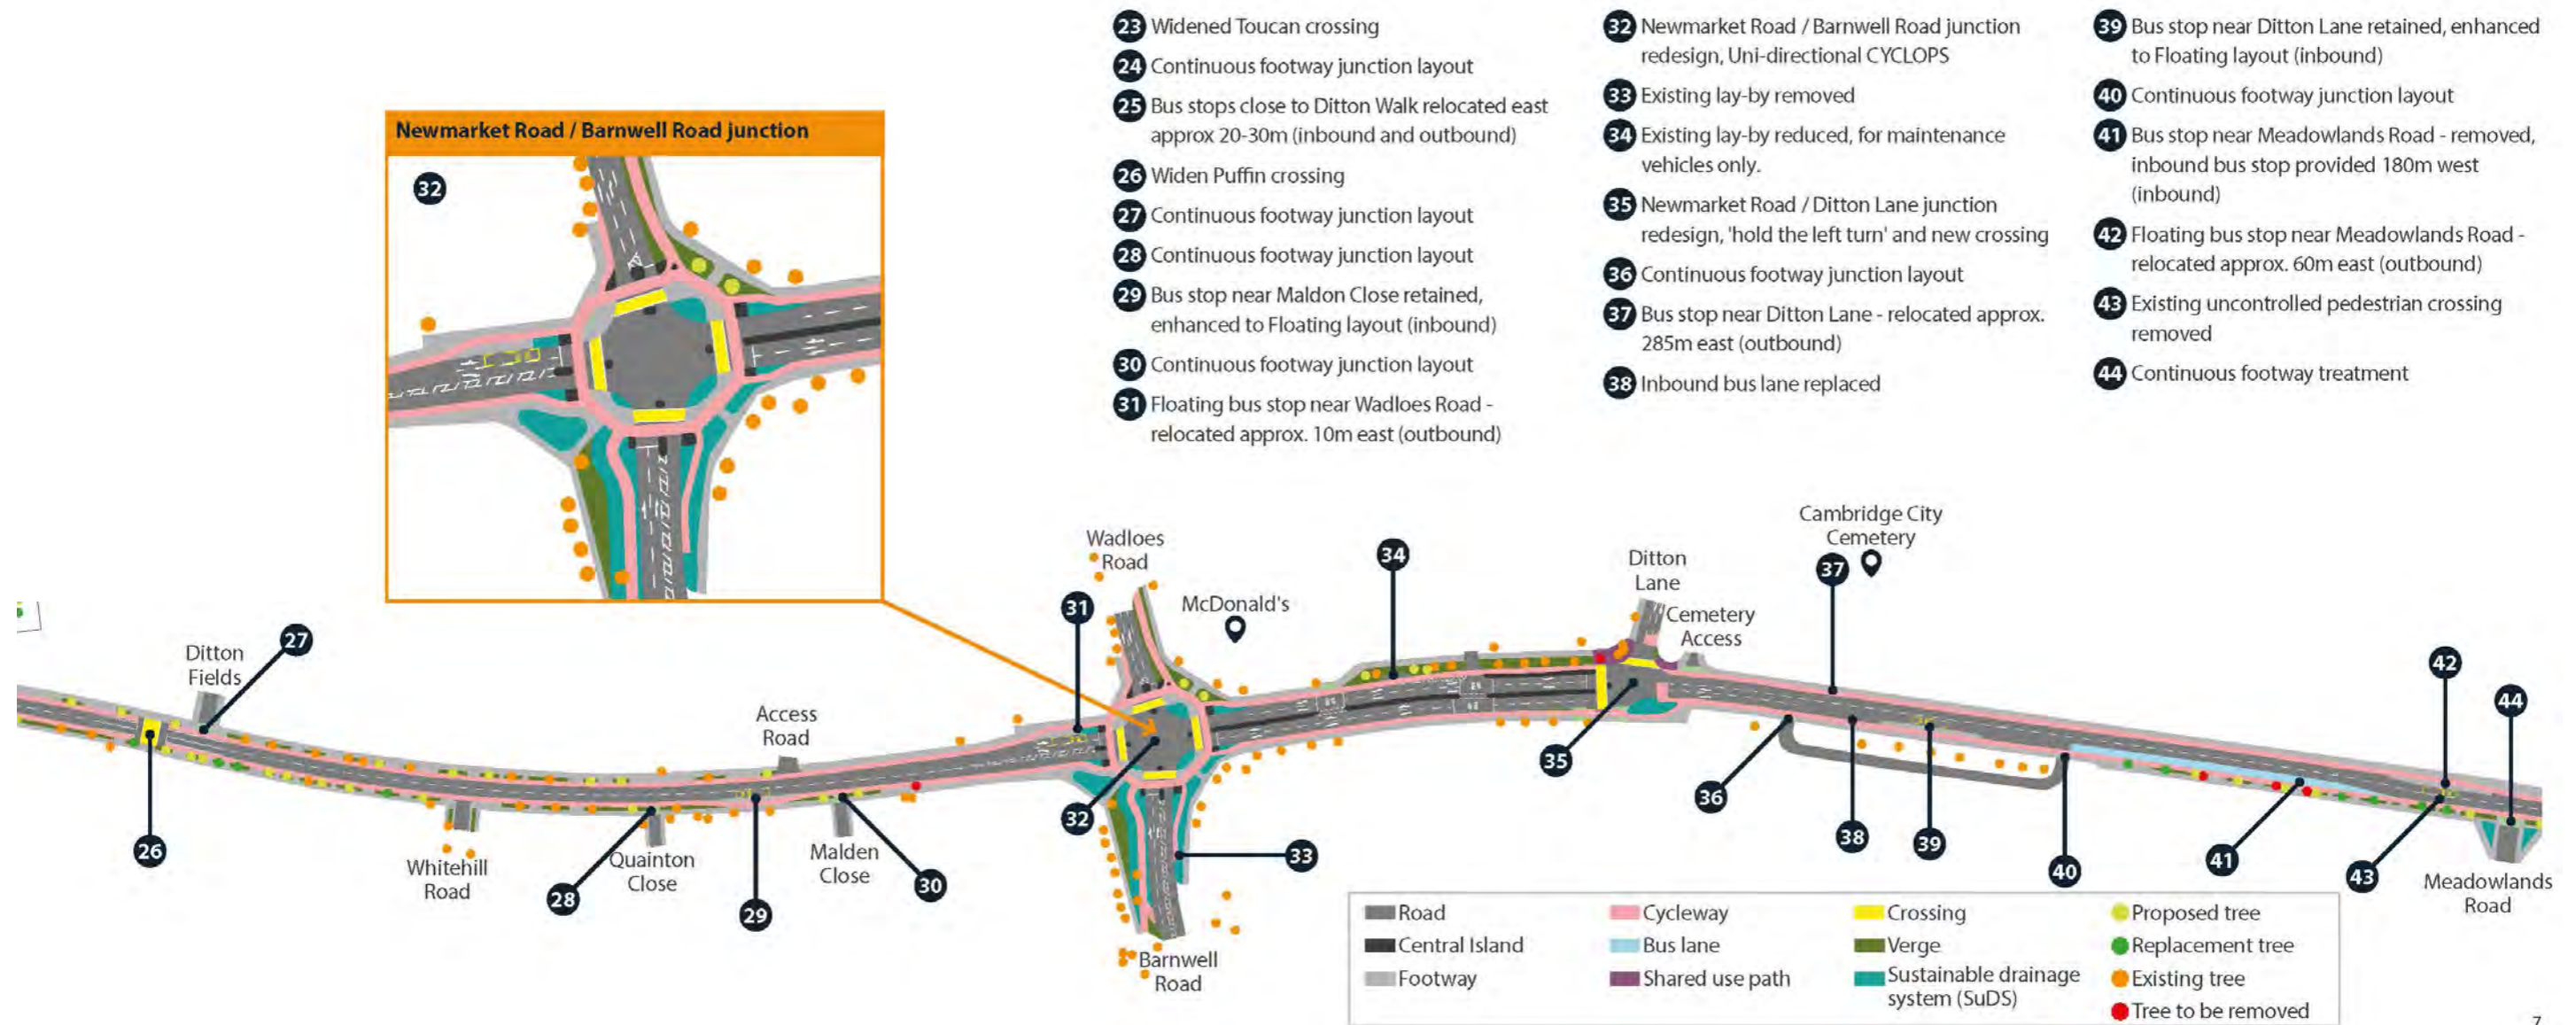 23 Widened Toucan crossing
24 Continuous footway junction layout
25 Bus stops close to Ditton Walk relocated east
approx 20-30m (inbound and outbound)
26 Widen Puffin crossing
27 Continuous footway junction layout
28 Continuous footway junction layout
29 Bus stop near Maldon Close retained,
enhanced to Floating layout (inbound)
30 Continuous footway junction layout
31 Floating bus stop near Wadloes Road -
relocated approx. 10m east (outbound)
32 Newmarket Road / Barnwell Road junction
redesign, Uni-directional CYCLOPS
33 Existing lay-by removed
34 Existing lay-by reduced, for maintenance
vehicles only.
35 Newmarket Road / Ditton Lane junction
redesign, 'hold the left turn' and new crossing
36 Continuous footway junction layout
37 Bus stop near Ditton Lane - relocated approx.
285m east (outbound)
38 Inbound bus lane replaced
39 Bus stop near Ditton Lane retained, enhanced
to Floating layout (inbound)
40 Continuous footway junction layout
41 Bus stop near Meadowlands Road - removed,
inbound bus stop provided 180m west
(inbound)
42 Floating bus stop near Meadowlands Road -
relocated approx. 60m east (outbound)
43 Existing uncontrolled pedestrian crossing
removed
44 Continuous footway treatment
Newmarket Road / Barnwell Road junction
32
Ditton
Fields
27
26
Whitehill
Road
28
Quainton
Close
Access
Road
29
Malden
Close
30
31
Wadloes
Road
McDonald's
32
33
Barnwell
Road
34
Ditton
Lane
Cemetery
Access
35
36
Cambridge City
Cemetery
37
38
39
40
41
42
43
44
Meadowlands
Road
Road
Central Island
Footway
Cycleway
Bus lane
Shared use path
Crossing
Verge
Sustainable drainage
system (SuDS)
Proposed tree
Replacement tree
Existing tree
Tree to be removed
7